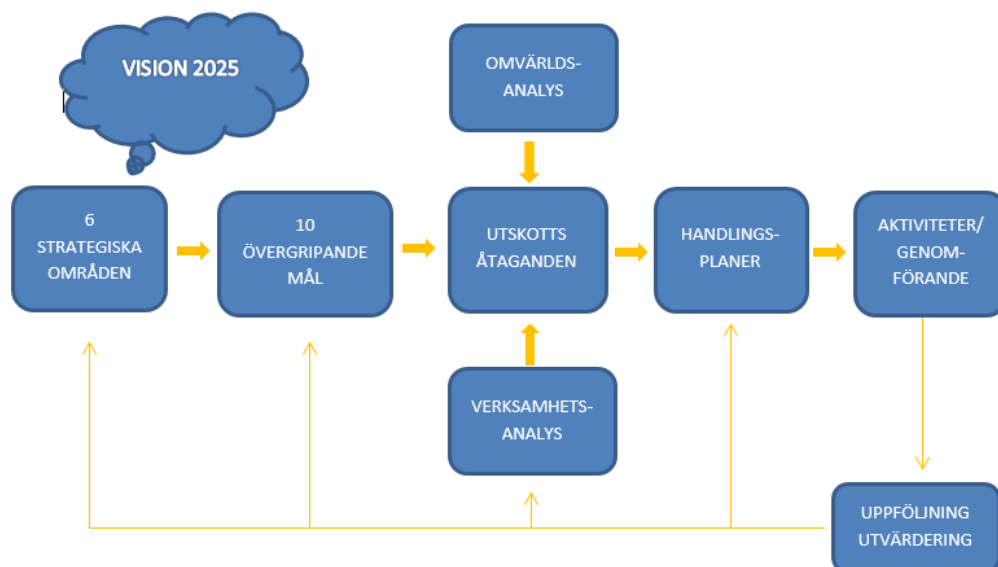 VISION 2025
OMVÄRLDS-
ANALYS
6
STRATEGISKA
OMRÅDEN
10
ÖVERGRIPANDE
MÅL
UTSKOTTS
ÅTAGANDEN
HANDLINGS-
PLANER
AKTIVITETER/
GENOM-
FÖRANDE
VERKSAMHETS-
ANALYS
UPPFÖLJNING
UTVÄRDERING